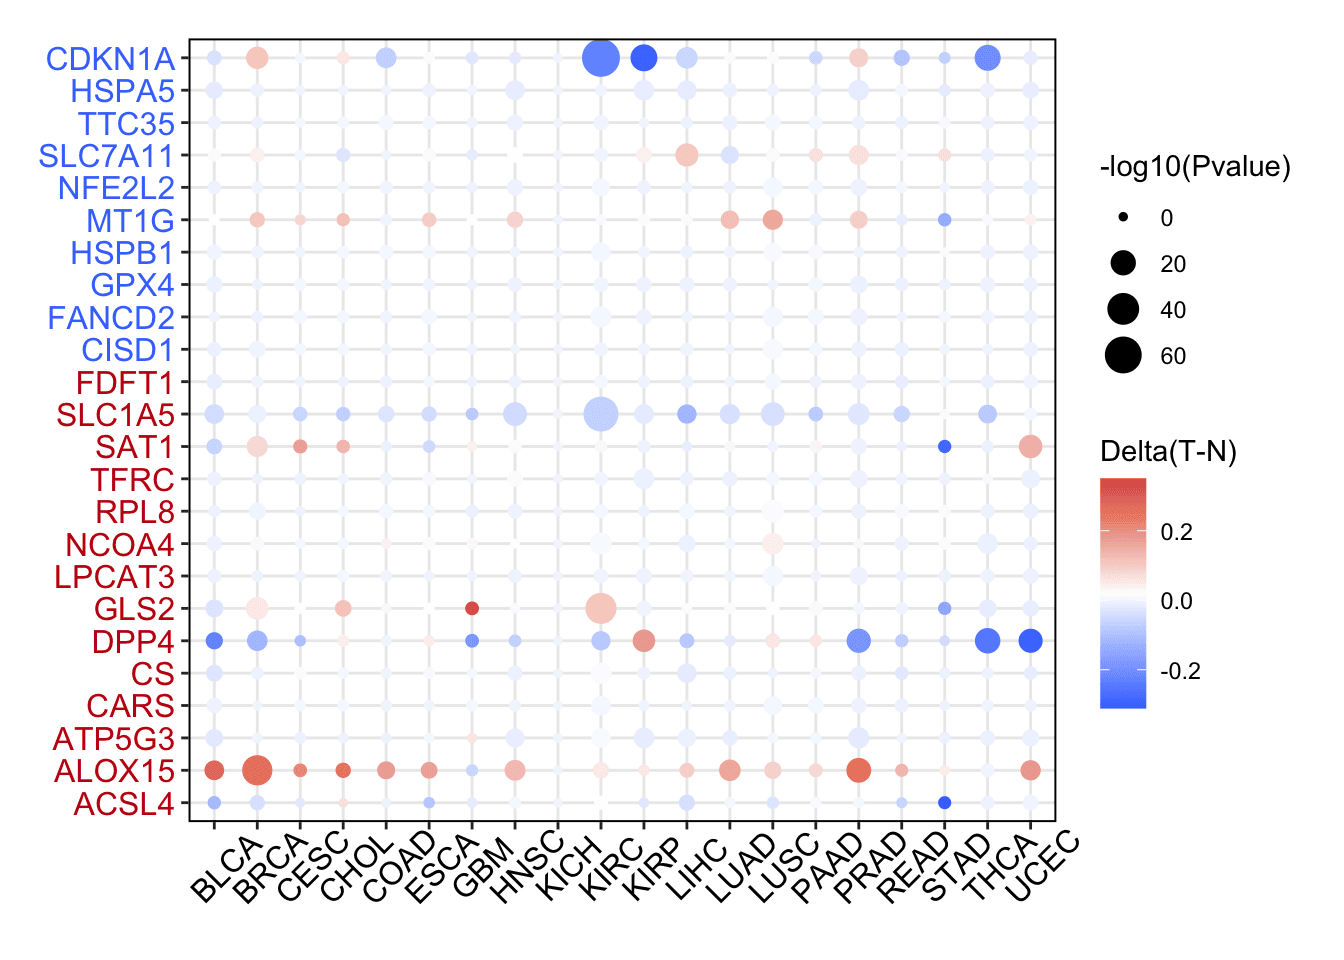 CDKN1A
HSPA5
TTC35
SLC7A11
NFE2L2
MT1G
HSPB1
GPX4
FANCD2
CISD1
FDFT1
SLC1A5
SAT1
TFRC
RPL8
NCOA4
LPCAT3
GLS2
DPP4
CS
CARS
ATP5G3
ALOX15
ACSL4
BLCA
BRCA
CESC
CHOL
COAD
ESCA
GBM
HNSC
KICH
KIRC
KIRP
LIHC
LUAD
LUSC
PAAD
PRAD
READ
STAD
THCA
UCEC
-log10(Pvalue)
0
20
40
60
Delta(T-N)
0.2
0.0
-0.2